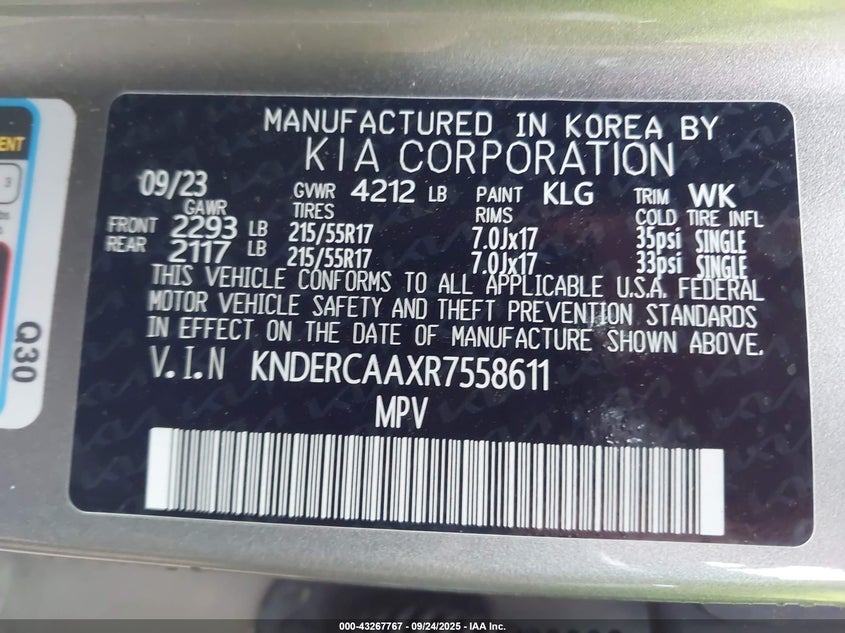 MANUFACTURED IN KOREA BY
KIA CORPORATION
09/23 GVWR 4212 LB PAINT KLG TRIM WK
GAWR TIRES RIMS COLD TIRE INFL
FRONT 2293 LB 215/55R17 7.0Jx17 35psi SINGLE
REAR 2117 LB 215/55R17 7.0Jx17 33psi SINGLE
THIS VEHICLE CONFORMS TO ALL APPLICABLE U.S.A. FEDERAL
MOTOR VEHICLE SAFETY AND THEFT PREVENTION STANDARDS
IN EFFECT ON THE DATE OF MANUFACTURE SHOWN ABOVE.
V.I.N KNDERCAAXR7558611
MPV
3
Q30
000-43267767 - 09/24/2025 - IAA Inc.